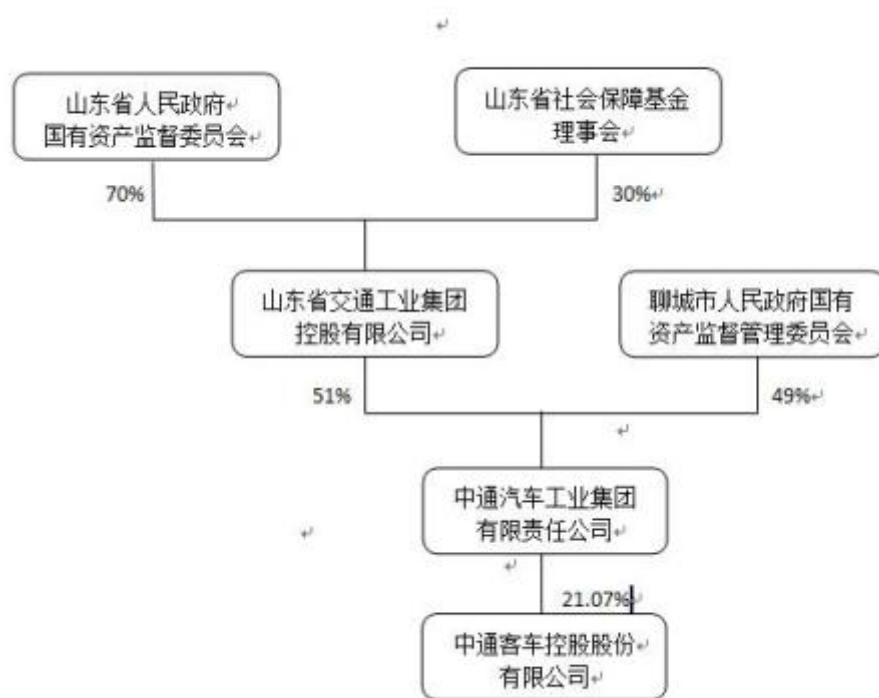 山东省人民政府
国有资产监督委员会
山东省社会保障基金
理事会
70%
30%
山东省交通工业集团
控股有限公司
聊城市人民政府国有
资产监督管理委员会
51%
49%
中通汽车工业集团
有限责任公司
21.07%
中通客车控股股份
有限公司